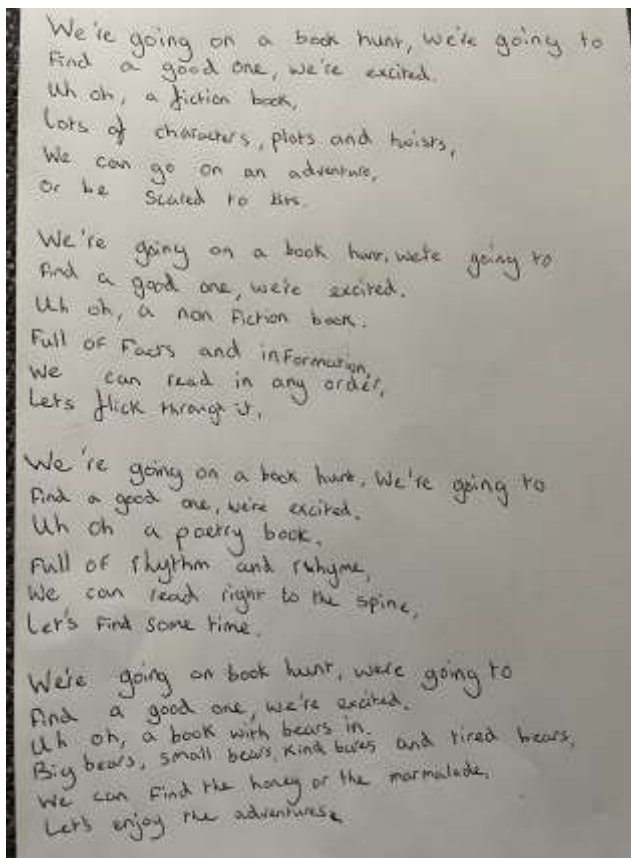 We're going on a book hunt, we're going to
Find a good one, we're excited.
Uh oh, a fiction book,
Lots of characters, plots and twists,
We can go on an adventure,
Or be Scared to bits.
We're going on a book hunt, we're going to
Find a good one, we're excited.
Uh oh, a non fiction book.
Full of Facts and information,
We can read in any order,
Lets flick through it,
We're going on a book hunt, We're going to
Find a good one, we're excited.
Uh oh a poetry book,
Full of rhythm and rhyme,
We can read right to the spine,
Let's Find some time.
We're going on book hunt, we're going to
Find a good one, we're excited.
Uh oh, a book with bears in.
Big bears, small bears, kind bares and tired bears,
We can Find the honey or the marmalade,
Let's enjoy the adventures.